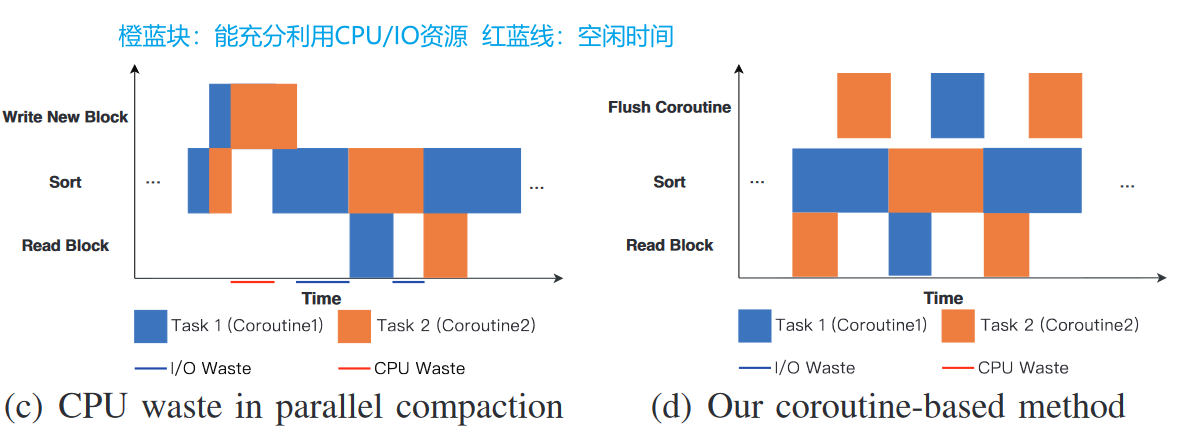 橙蓝块：能充分利用CPU/IO资源 红蓝线：空闲时间
Write New Block
Sort
Read Block
...
...
Time
Task 1 (Coroutine1)
Task 2 (Coroutine2)
I/O Waste
CPU Waste
(c) CPU waste in parallel compaction
Flush Coroutine
Sort
Read Block
...
...
Time
Task 1 (Coroutine1)
Task 2 (Coroutine2)
I/O Waste
CPU Waste
(d) Our coroutine-based method